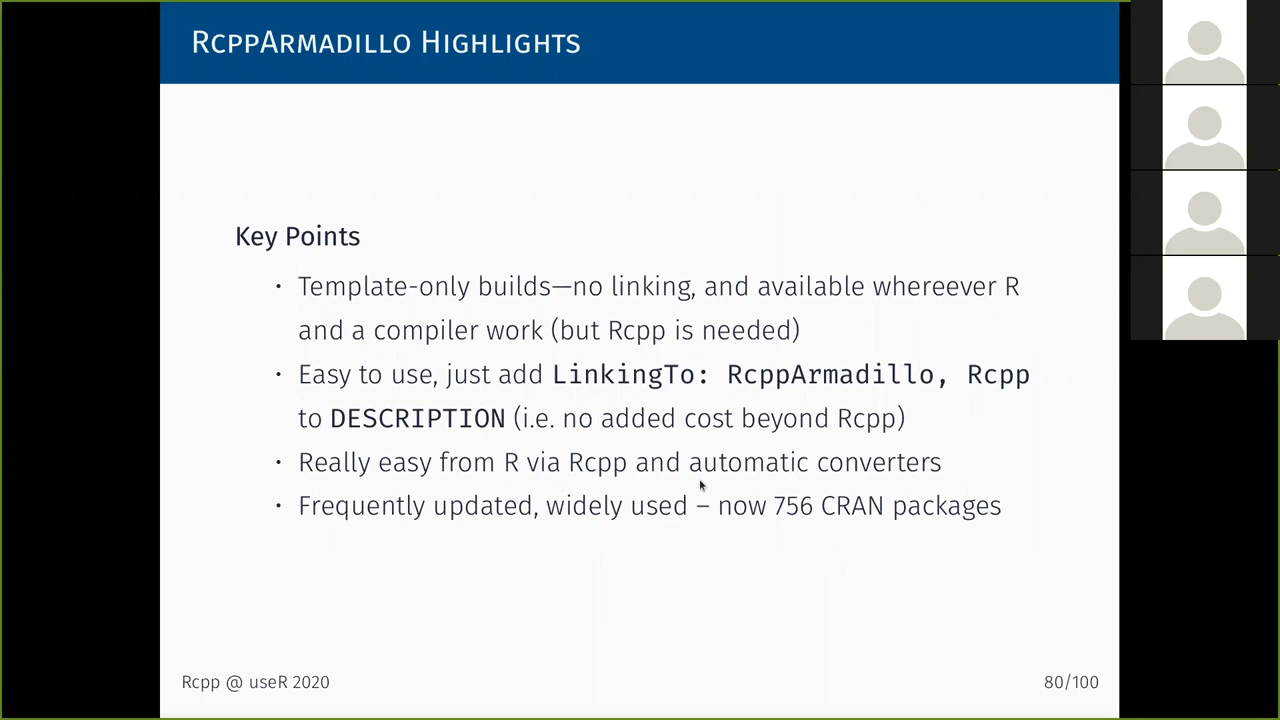 RcppArmadillo Highlights
Key Points
• Template-only builds—no linking, and available whereever R
and a compiler work (but Rcpp is needed)
• Easy to use, just add LinkingTo: RcppArmadillo, Rcpp
to DESCRIPTION (i.e. no added cost beyond Rcpp)
• Really easy from R via Rcpp and automatic converters
• Frequently updated, widely used – now 756 CRAN packages
Rcpp @ useR 2020
80/100